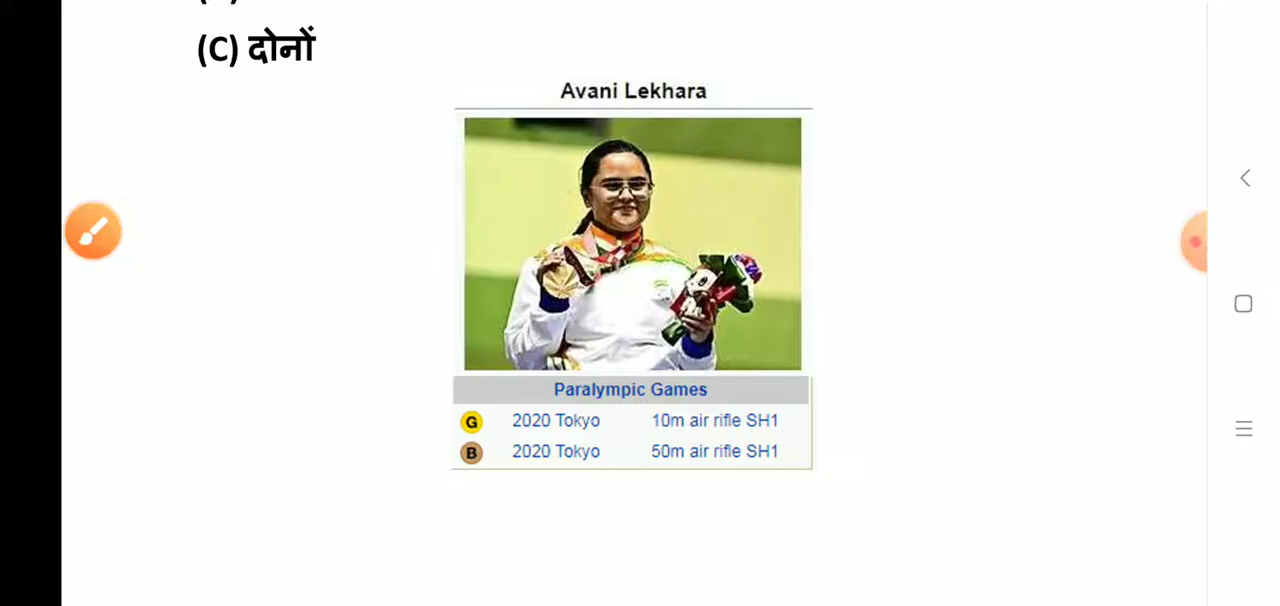 (C) दोनों
Avani Lekhara
Paralympic Games
G 2020 Tokyo 10m air rifle SH1
B 2020 Tokyo 50m air rifle SH1